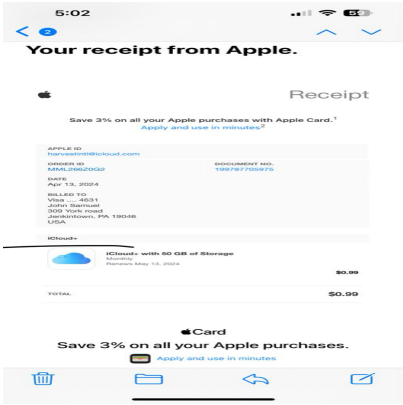 5:02
59
2
Your receipt from Apple.
Receipt
Save 3% on all your Apple purchases with Apple Card.1
Apply and use in minutes2
APPLE ID
harvestinti@icloud.com
ORDER ID
MML266Z0G2
DOCUMENT NO.
199797705975
DATE
Apr 13, 2024
BILLED TO
Visa .... 4631
John Samuel
309 York road
Jenkintown, PA 19046
USA
iCloud+
iCloud+ with 50 GB of Storage
Monthly
Renews May 13, 2024
$0.99
TOTAL
$0.99
Card
Save 3% on all your Apple purchases.
Apply and use in minutes